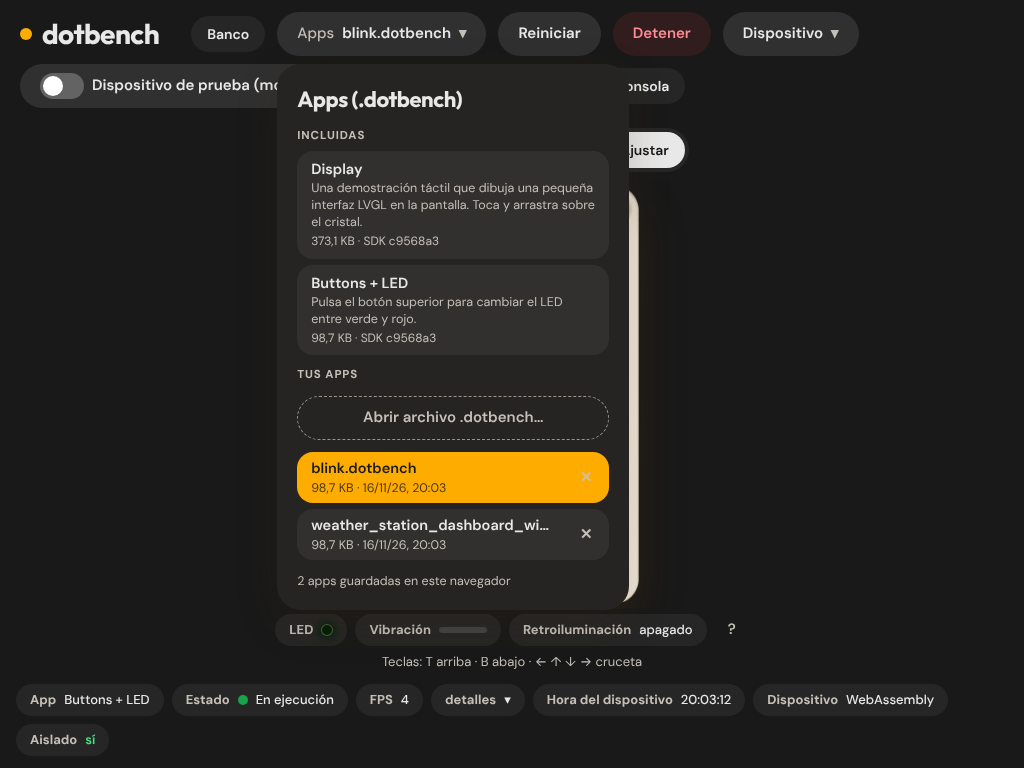 dotbench
Banco
Apps blink.dotbench ▾
Reiniciar
Detener
Dispositivo ▾
Dispositivo de prueba (mo
onsola
justar
Apps (.dotbench)
INCLUIDAS
Display
Una demostración táctil que dibuja una pequeña
interfaz LVGL en la pantalla. Toca y arrastra sobre
el cristal.
373,1 KB · SDK c9568a3
Buttons + LED
Pulsa el botón superior para cambiar el LED
entre verde y rojo.
98,7 KB · SDK c9568a3
TUS APPS
Abrir archivo .dotbench…
blink.dotbench ×
98,7 KB · 16/11/26, 20:03
weather_station_dashboard_wi… ×
98,7 KB · 16/11/26, 20:03
2 apps guardadas en este navegador
LED
Vibración
Retroiluminación apagado
?
Teclas: T arriba · B abajo · ← ↑ ↓ → cruceta
App Buttons + LED
Estado En ejecución
FPS 4
detalles ▾
Hora del dispositivo 20:03:12
Dispositivo WebAssembly
Aislado sí